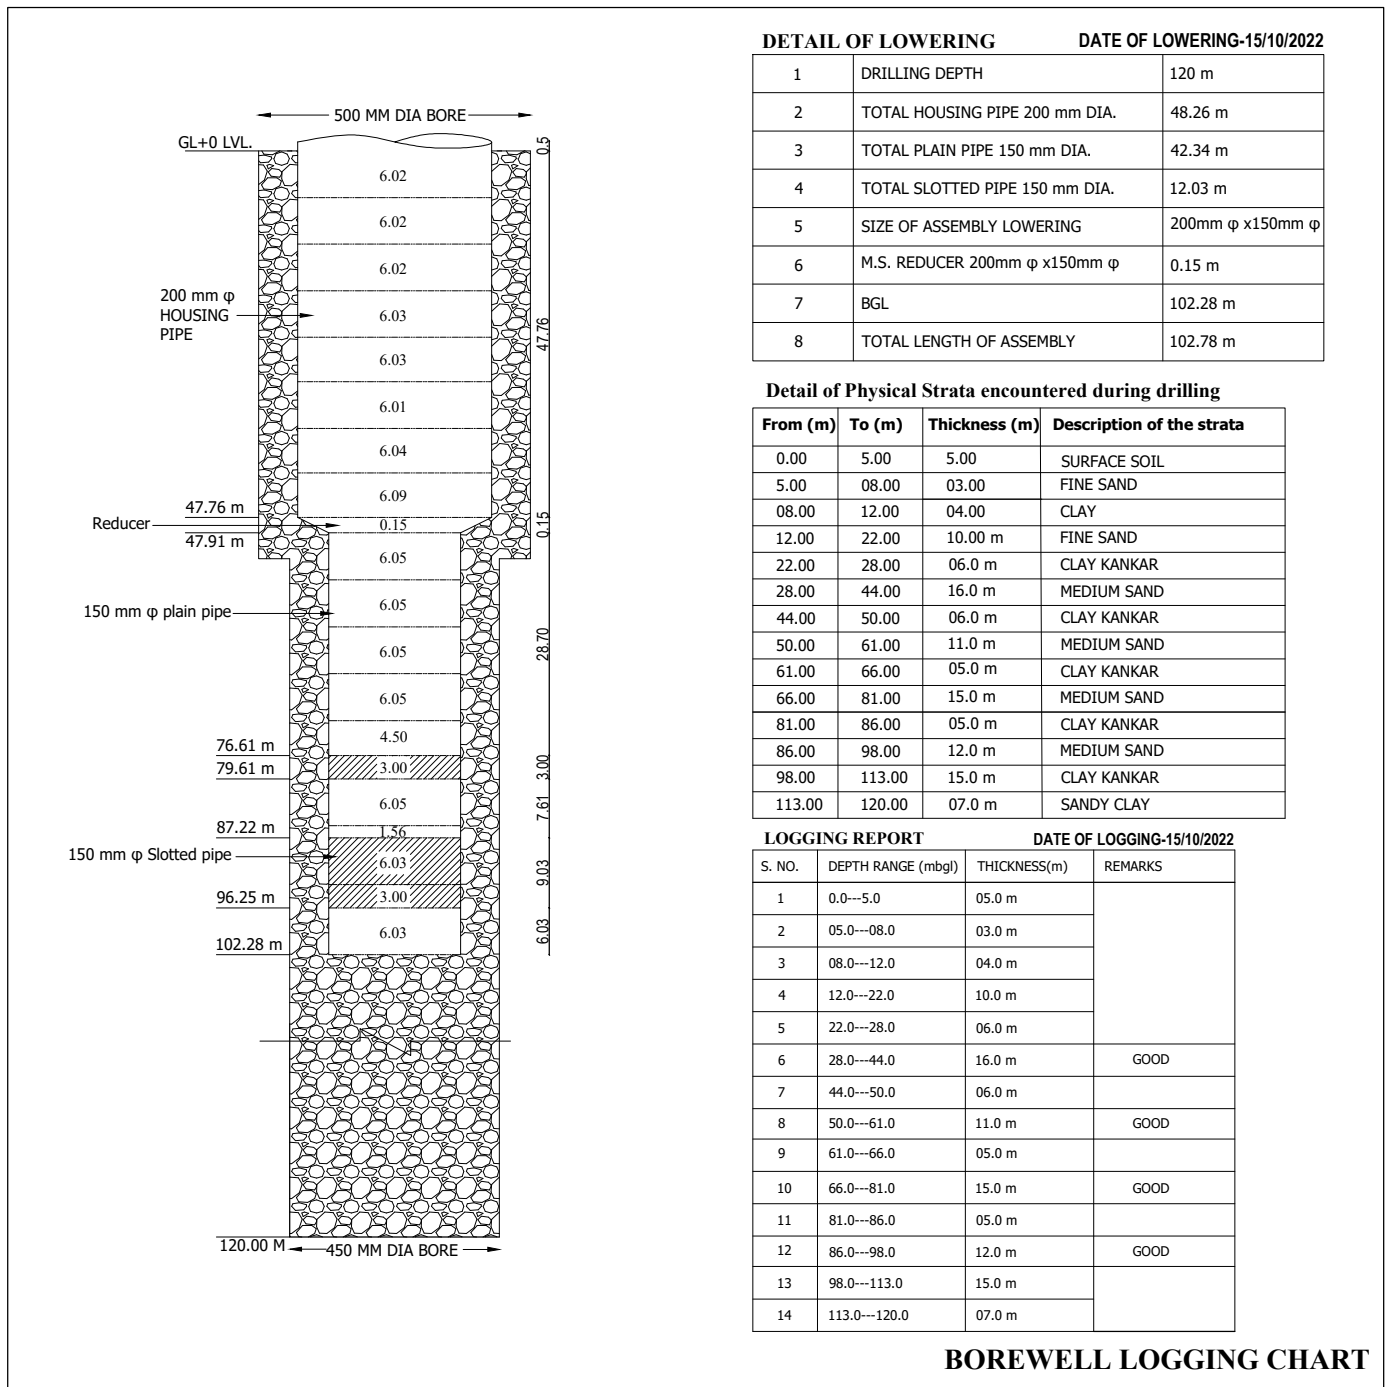 500 MM DIA BORE
GL+0 LVL.
0.5
6.02
6.02
6.02
200 mm φ
HOUSING
PIPE
6.03
47.76
6.03
6.01
6.04
6.09
47.76 m
Reducer
0.15
0.15
47.91 m
6.05
150 mm φ plain pipe
6.05
28.70
6.05
6.05
4.50
76.61 m
79.61 m
3.00
3.00
6.05
7.61
87.22 m
1.56
150 mm φ Slotted pipe
6.03
9.03
96.25 m
3.00
6.03
6.03
102.28 m
120.00 M
450 MM DIA BORE
DETAIL OF LOWERING DATE OF LOWERING-15/10/2022
1 DRILLING DEPTH 120 m
2 TOTAL HOUSING PIPE 200 mm DIA. 48.26 m
3 TOTAL PLAIN PIPE 150 mm DIA. 42.34 m
4 TOTAL SLOTTED PIPE 150 mm DIA. 12.03 m
5 SIZE OF ASSEMBLY LOWERING 200mm φ x150mm φ
6 M.S. REDUCER 200mm φ x150mm φ 0.15 m
7 BGL 102.28 m
8 TOTAL LENGTH OF ASSEMBLY 102.78 m
Detail of Physical Strata encountered during drilling
From (m) To (m) Thickness (m) Description of the strata
0.00 5.00 5.00 SURFACE SOIL
5.00 08.00 03.00 FINE SAND
08.00 12.00 04.00 CLAY
12.00 22.00 10.00 m FINE SAND
22.00 28.00 06.0 m CLAY KANKAR
28.00 44.00 16.0 m MEDIUM SAND
44.00 50.00 06.0 m CLAY KANKAR
50.00 61.00 11.0 m MEDIUM SAND
61.00 66.00 05.0 m CLAY KANKAR
66.00 81.00 15.0 m MEDIUM SAND
81.00 86.00 05.0 m CLAY KANKAR
86.00 98.00 12.0 m MEDIUM SAND
98.00 113.00 15.0 m CLAY KANKAR
113.00 120.00 07.0 m SANDY CLAY
LOGGING REPORT DATE OF LOGGING-15/10/2022
S. NO. DEPTH RANGE (mbgl) THICKNESS(m) REMARKS
1 0.0---5.0 05.0 m
2 05.0---08.0 03.0 m
3 08.0---12.0 04.0 m
4 12.0---22.0 10.0 m
5 22.0---28.0 06.0 m
6 28.0---44.0 16.0 m GOOD
7 44.0---50.0 06.0 m
8 50.0---61.0 11.0 m GOOD
9 61.0---66.0 05.0 m
10 66.0---81.0 15.0 m GOOD
11 81.0---86.0 05.0 m
12 86.0---98.0 12.0 m GOOD
13 98.0---113.0 15.0 m
14 113.0---120.0 07.0 m
BOREWELL LOGGING CHART